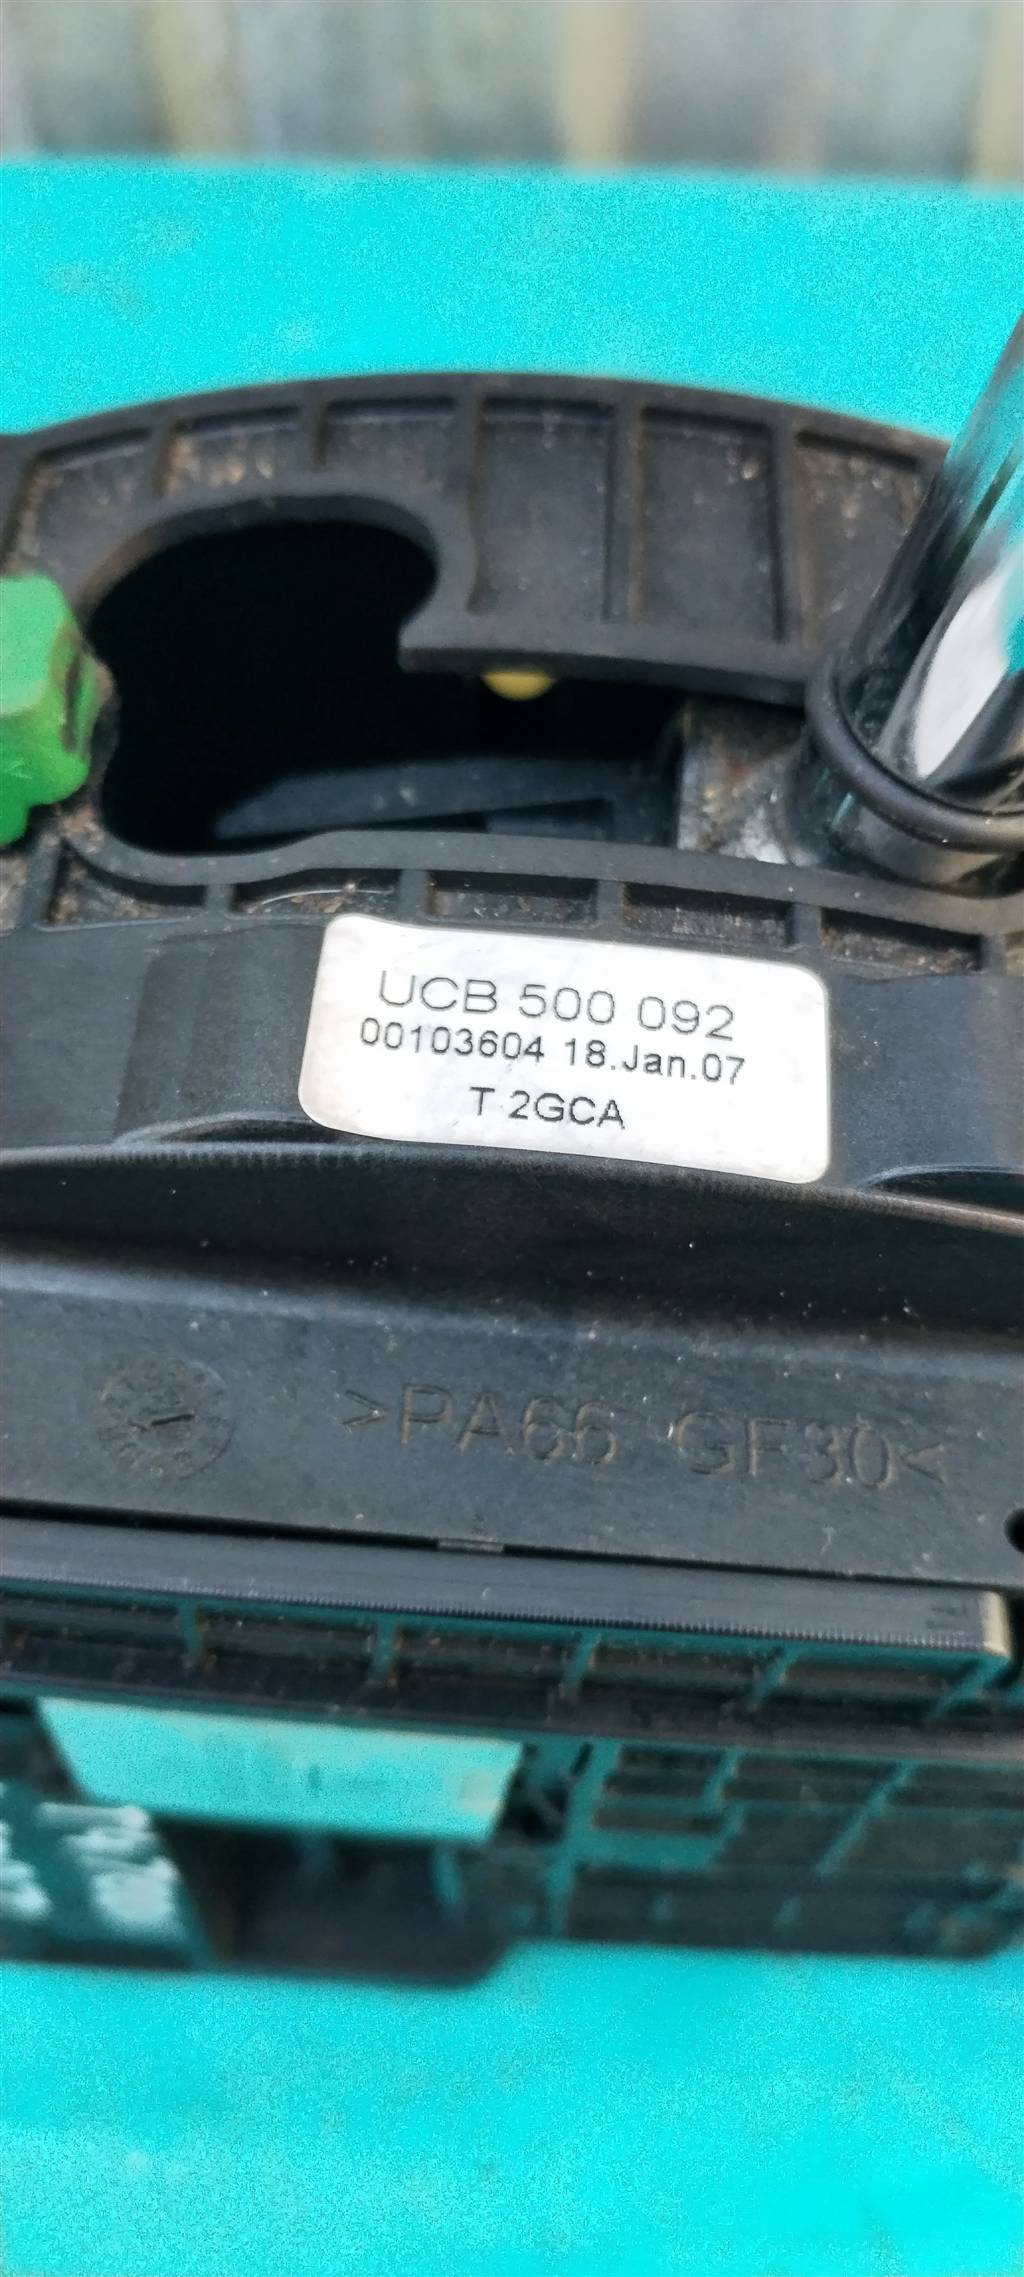 UCB 500 092
00103604 18.Jan.07
T 2GCA
>PA66 GF30<